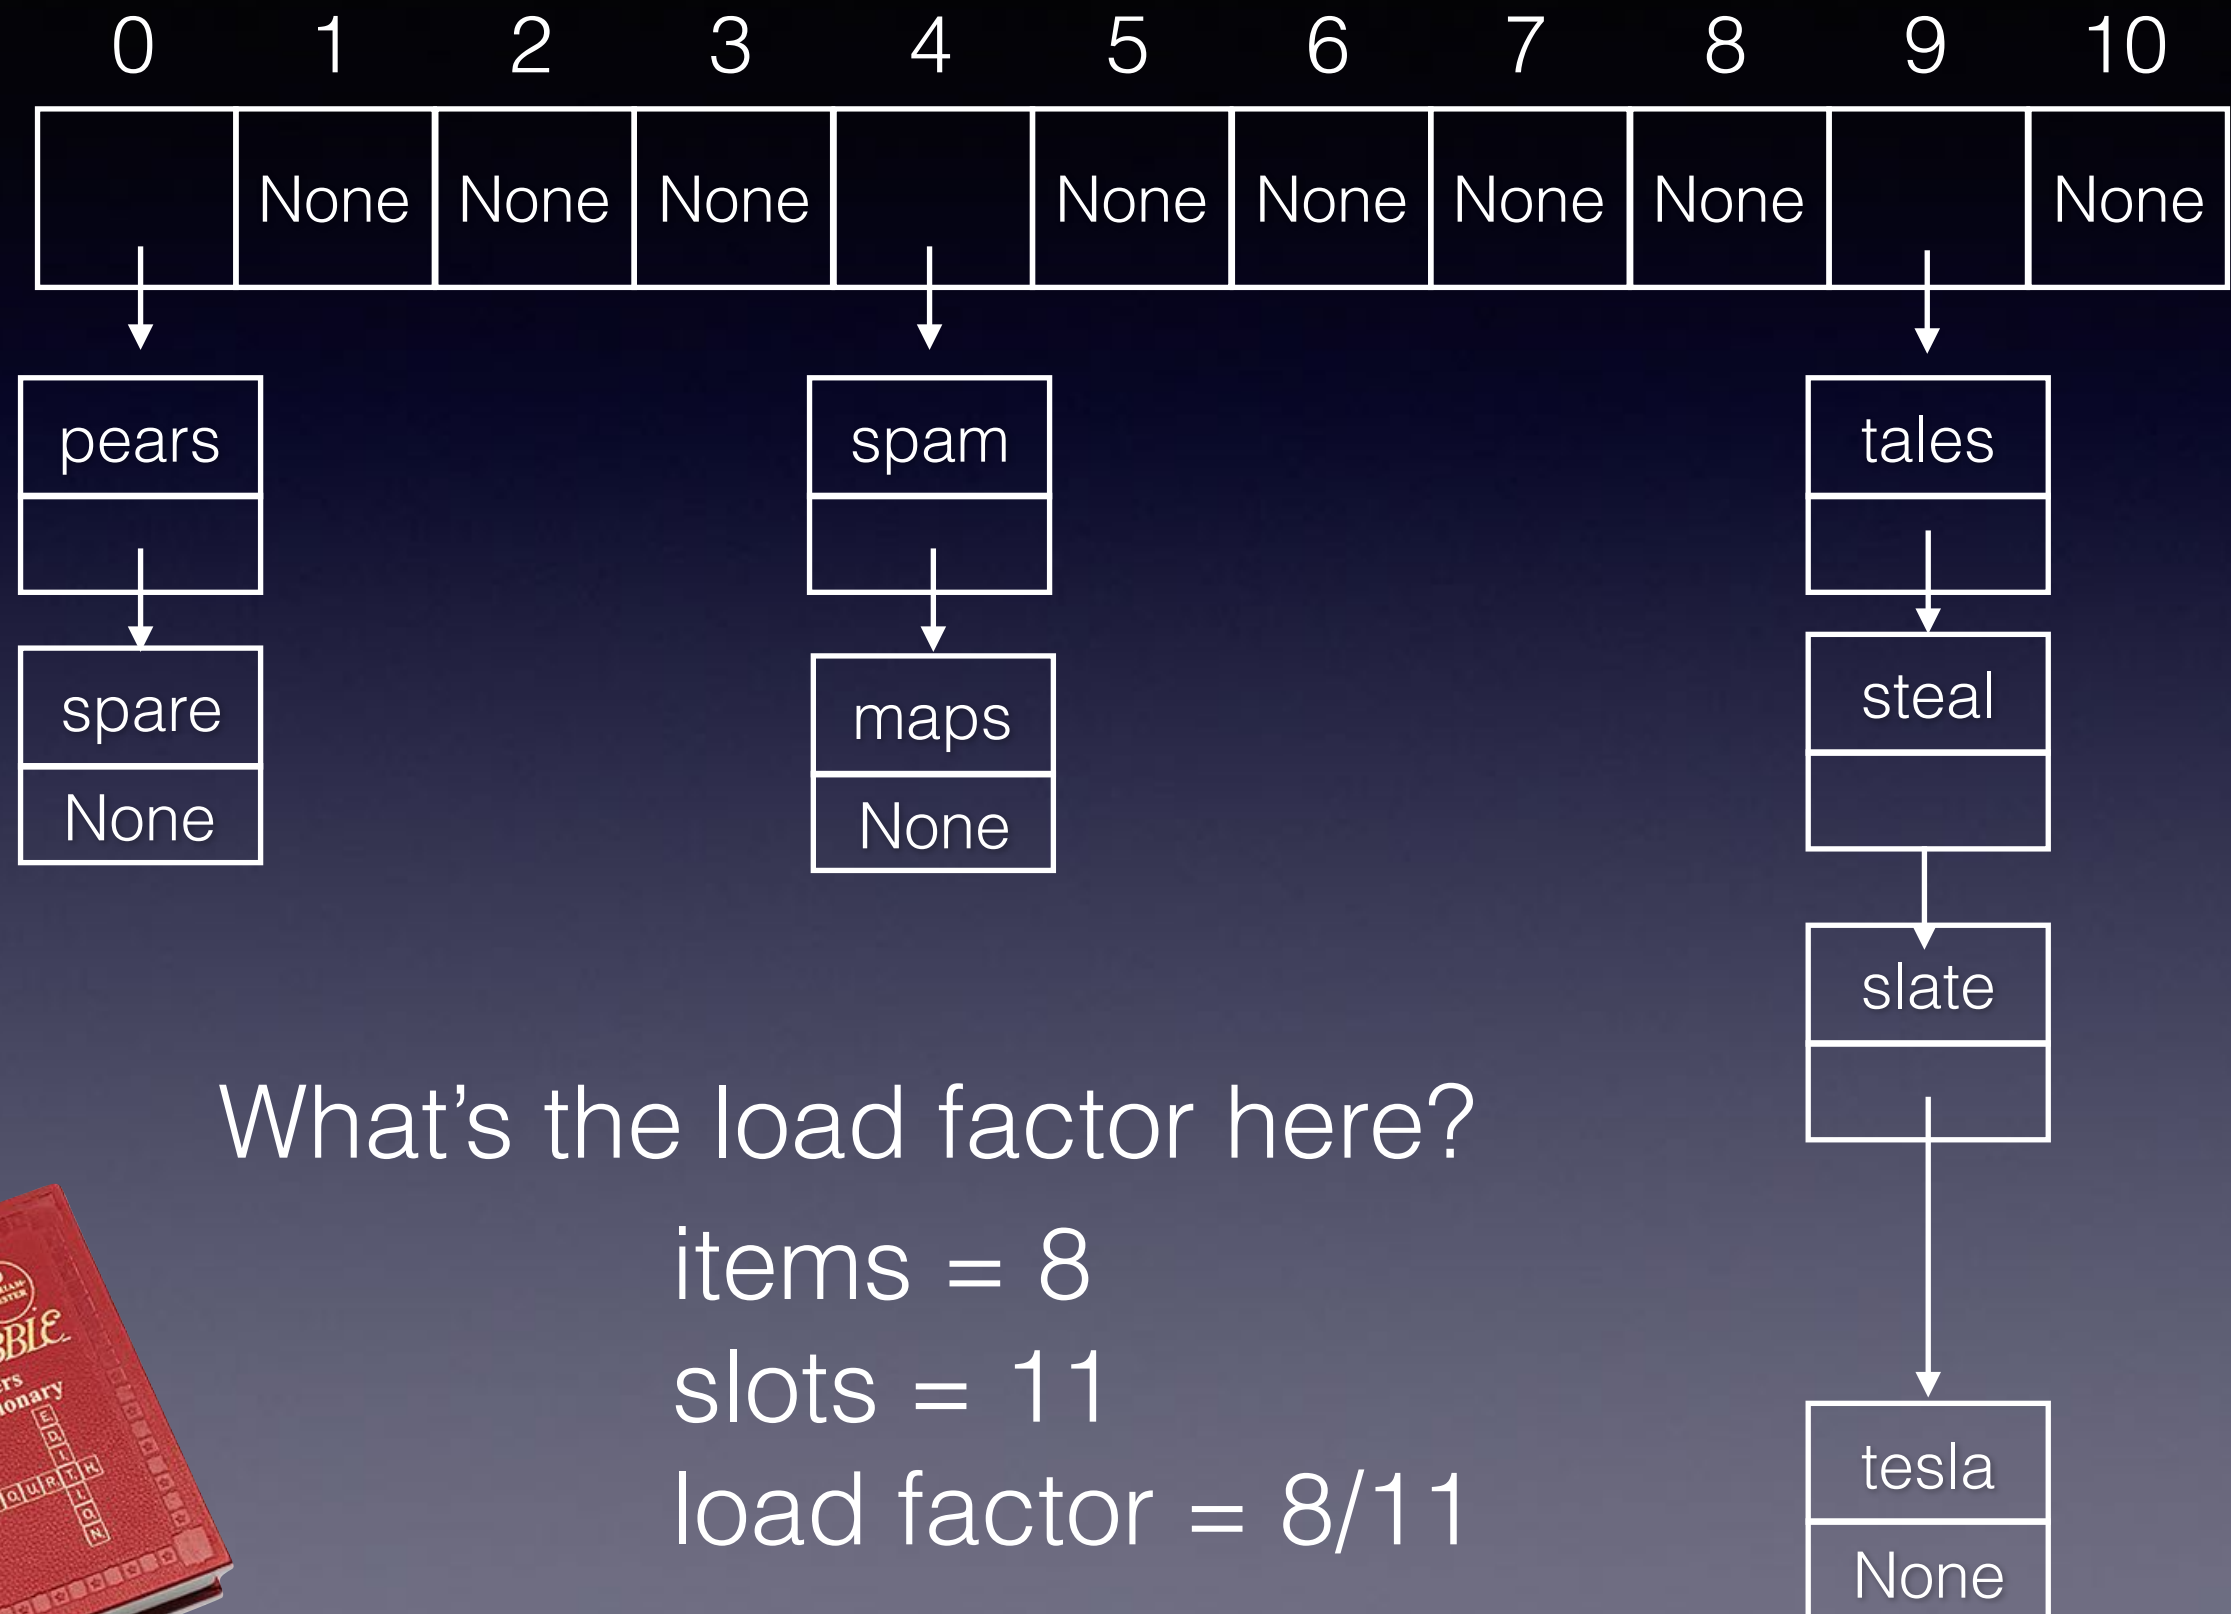 0 1 2 3 4 5 6 7 8 9 10
None None None None None None None None
pears spam tales
spare maps steal
None None
slate
What's the load factor here?
items = 8
slots = 11
load factor = 8/11
tesla
None
FOURTH
EDITION